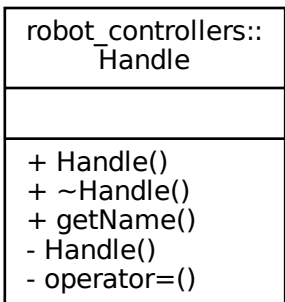 robot_controllers::
Handle
+ Handle()
+ ~Handle()
+ getName()
- Handle()
- operator=()